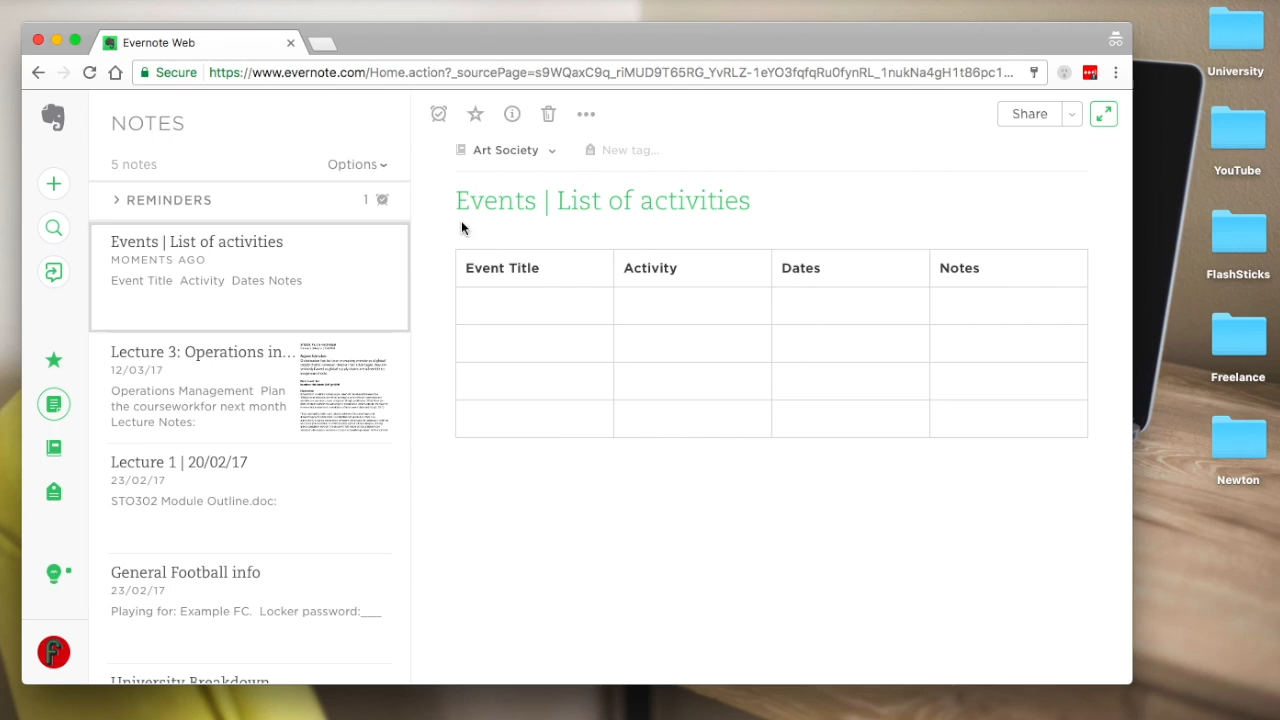 Evernote Web
Secure
https://www.evernote.com/Home.action?_sourcePage=s9WQaxC9q_riMUD9T65RG_YvRLZ-1eYO3fqfqRu0fynRL_1nukNa4gH1t86pc1...
University
YouTube
FlashSticks
Freelance
Newton
NOTES
5 notes
Options
REMINDERS
1
Events | List of activities
MOMENTS AGO
Event Title Activity Dates Notes
Lecture 3: Operations in...
12/03/17
Operations Management Plan
the courseworkfor next month
Lecture Notes:
Lecture 1 | 20/02/17
23/02/17
STO302 Module Outline.doc:
General Football info
23/02/17
Playing for: Example FC. Locker password:___
University Breakdown
Share
Art Society
New tag...
Events | List of activities
Event Title Activity Dates Notes